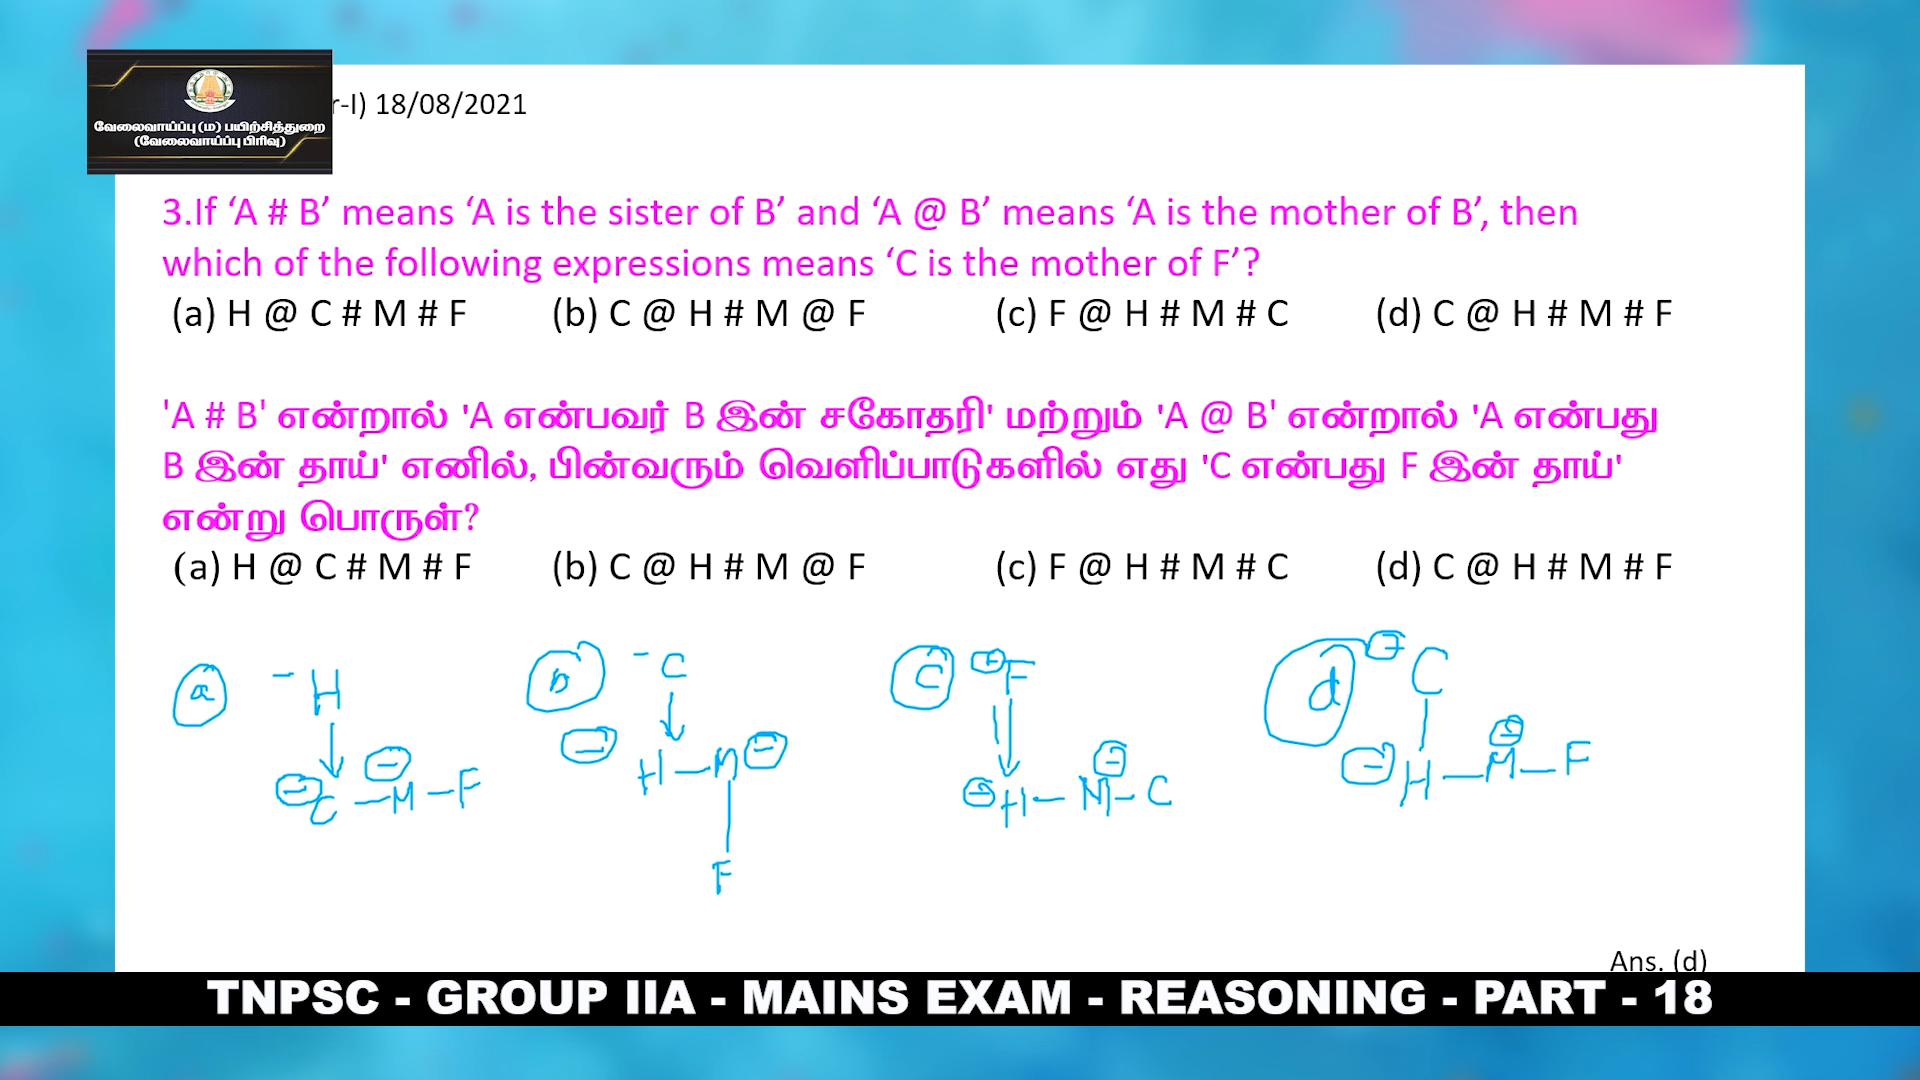 வேலைவாய்ப்பு (ம) பயிற்சித்துறை
(வேலைவாய்ப்பு பிரிவு)
r-I) 18/08/2021
3.If ‘A # B’ means ‘A is the sister of B’ and ‘A @ B’ means ‘A is the mother of B’, then
which of the following expressions means ‘C is the mother of F’?
(a) H @ C # M # F (b) C @ H # M @ F (c) F @ H # M # C (d) C @ H # M # F
'A # B' என்றால் 'A என்பவர் B இன் சகோதரி' மற்றும் 'A @ B' என்றால் 'A என்பது
B இன் தாய்' எனில், பின்வரும் வெளிப்பாடுகளில் எது 'C என்பது F இன் தாய்'
என்று பொருள்?
(a) H @ C # M # F (b) C @ H # M @ F (c) F @ H # M # C (d) C @ H # M # F
a - H b - C c + F d - C
- C - M - F - H - M - - H - M - C - H - M - F
F
Ans. (d)
TNPSC - GROUP IIA - MAINS EXAM - REASONING - PART - 18